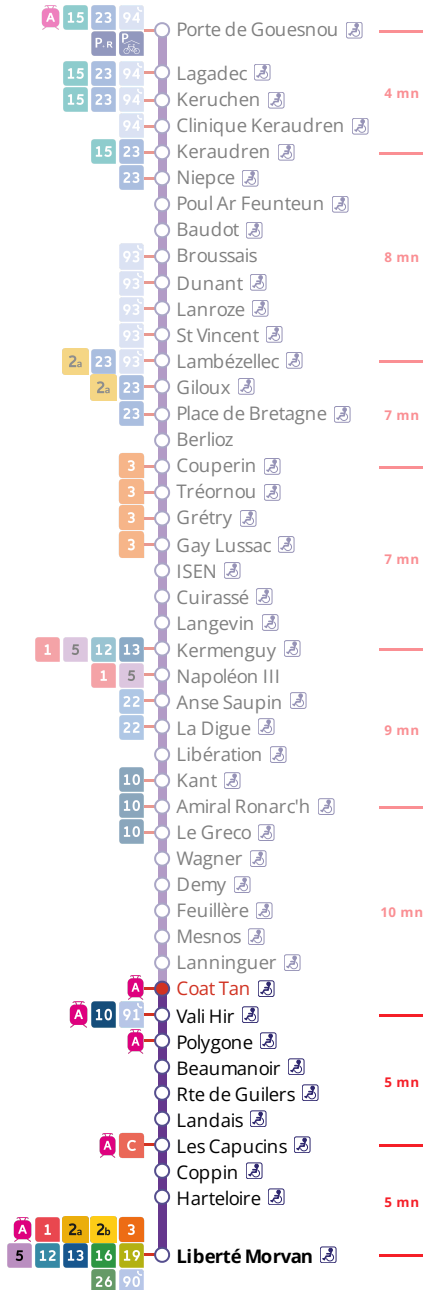 A 15 23 94 Porte de Gouesnou
P+R P
15 23 94 Lagadec
4 mn
15 23 94 Keruchen
94 Clinique Keraudren
15 23 Keraudren
23 Niepce
Poul Ar Feunteun
Baudot
93 Broussais 8 mn
93 Dunant
93 Lanroze
93 St Vincent
2a 23 93 Lambézellec
2a 23 Giloux
23 Place de Bretagne 7 mn
Berlioz
3 Couperin
3 Tréornou
3 Grétry
3 Gay Lussac
7 mn
ISEN
Cuirassé
Langevin
1 5 12 13 Kermenguy
1 5 Napoléon III
22 Anse Saupin
22 La Digue 9 mn
Libération
10 Kant
10 Amiral Ronarc'h
10 Le Greco
Wagner
Demy
Feuillère 10 mn
Mesnos
Lanninguer
A Coat Tan
A 10 91 Vali Hir
A Polygone
Beaumanoir
5 mn
Rte de Guilers
Landais
A C Les Capucins
Coppin
Harteloire 5 mn
A 1 2a 2b 3
5 12 13 16 19 Liberté Morvan
26 90